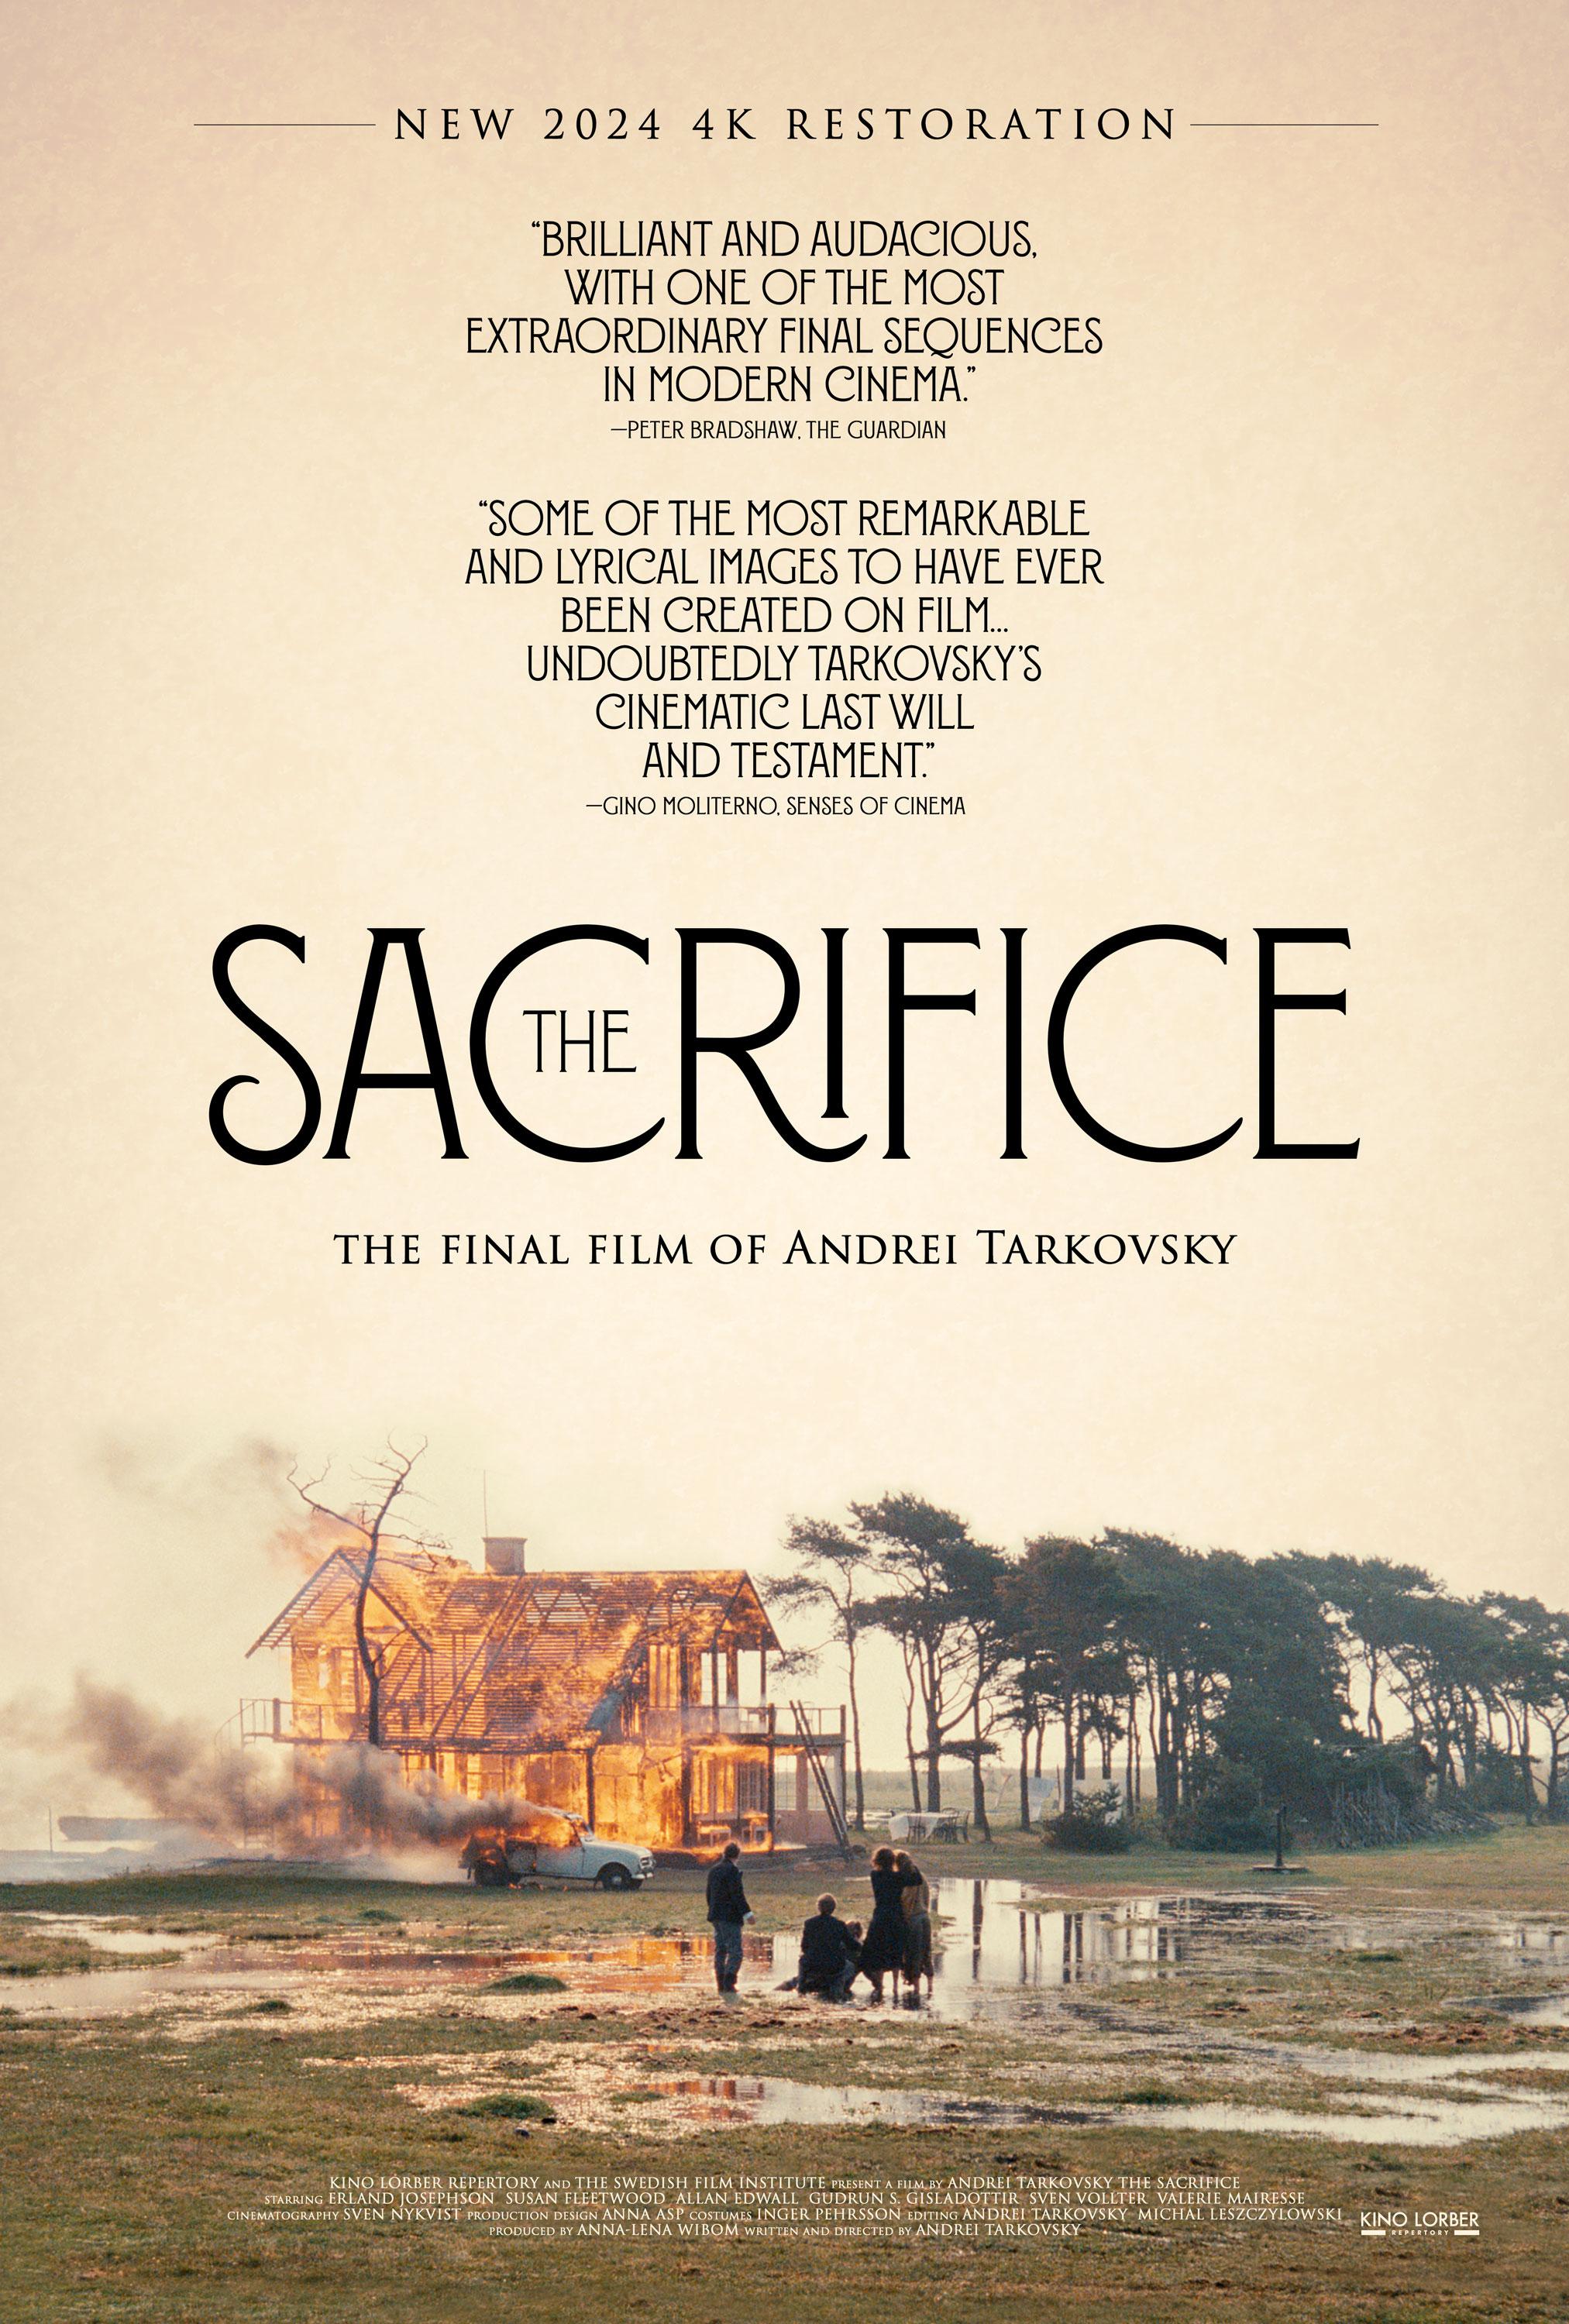 NEW 2024 4K RESTORATION
“BRILLIANT AND AUDACIOUS,
WITH ONE OF THE MOST
EXTRAORDINARY FINAL SEQUENCES
IN MODERN CINEMA.”
—PETER BRADSHAW, THE GUARDIAN
“SOME OF THE MOST REMARKABLE
AND LYRICAL IMAGES TO HAVE EVER
BEEN CREATED ON FILM...
UNDOUBTEDLY TARKOVSKY’S
CINEMATIC LAST WILL
AND TESTAMENT.”
—GINO MOLITERNO, SENSES OF CINEMA
THE
SACRIFICE
THE FINAL FILM OF ANDREI TARKOVSKY
KINO LORBER REPERTORY AND THE SWEDISH FILM INSTITUTE PRESENT A FILM BY ANDREI TARKOVSKY THE SACRIFICE
STARRING ERLAND JOSEPHSON SUSAN FLEETWOOD ALLAN EDWALL GUDRUN S. GISLADOTTIR SVEN VOLLTER VALERIE MAIRESSE
CINEMATOGRAPHY SVEN NYKVIST PRODUCTION DESIGN ANNA ASP COSTUMES INGER PEHRSSON EDITING ANDREI TARKOVSKY MICHAL LESZCZYLOWSKI
PRODUCED BY ANNA-LENA WIBOM WRITTEN AND DIRECTED BY ANDREI TARKOVSKY
KINO LORBER
REPERTORY